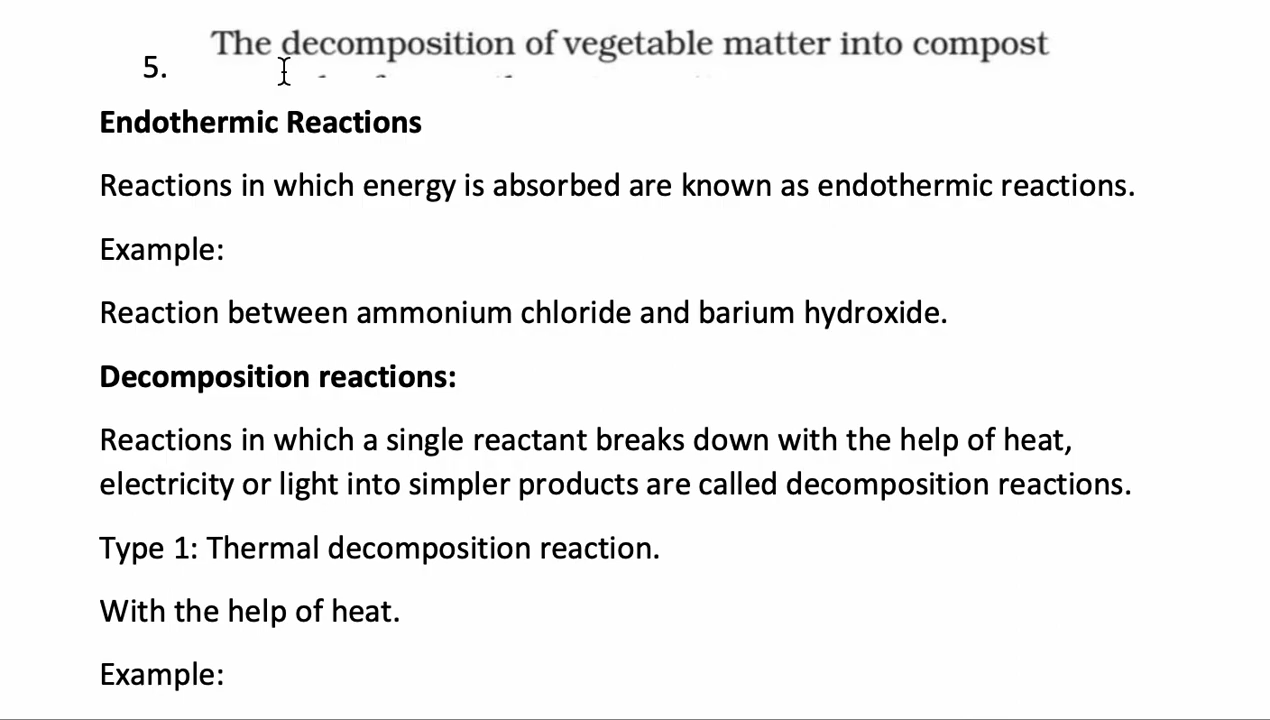 The decomposition of vegetable matter into compost
5.
Endothermic Reactions
Reactions in which energy is absorbed are known as endothermic reactions.
Example:
Reaction between ammonium chloride and barium hydroxide.
Decomposition reactions:
Reactions in which a single reactant breaks down with the help of heat,
electricity or light into simpler products are called decomposition reactions.
Type 1: Thermal decomposition reaction.
With the help of heat.
Example: